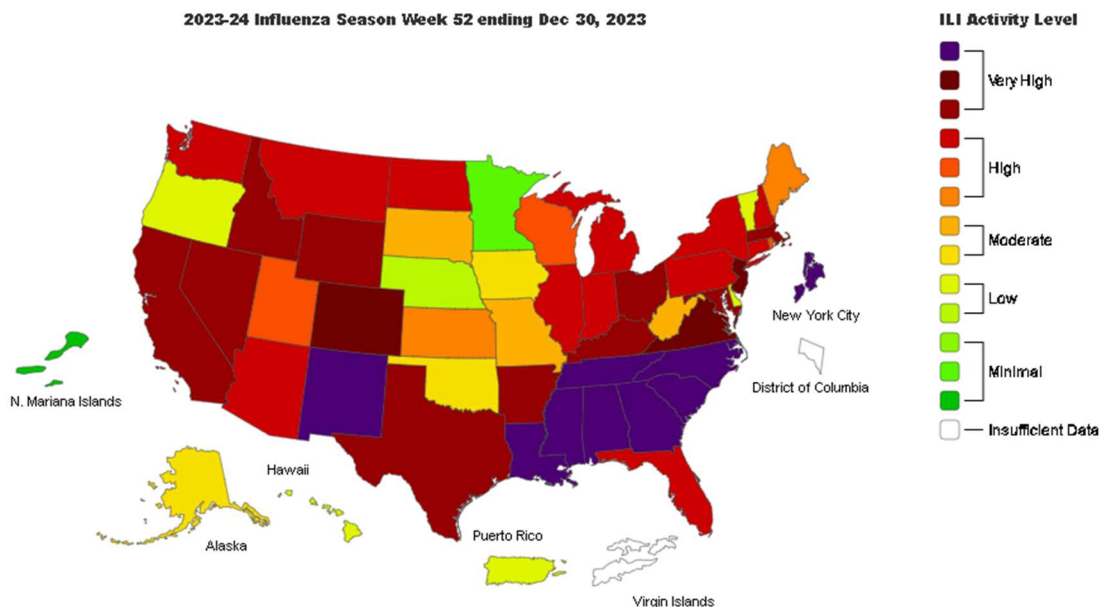 2023-24 Influenza Season Week 52 ending Dec 30, 2023
ILI Activity Level
Very High
High
Moderate
Low
Minimal
Insufficient Data
New York City
District of Columbia
N. Mariana Islands
Hawaii
Alaska
Puerto Rico
Virgin Islands